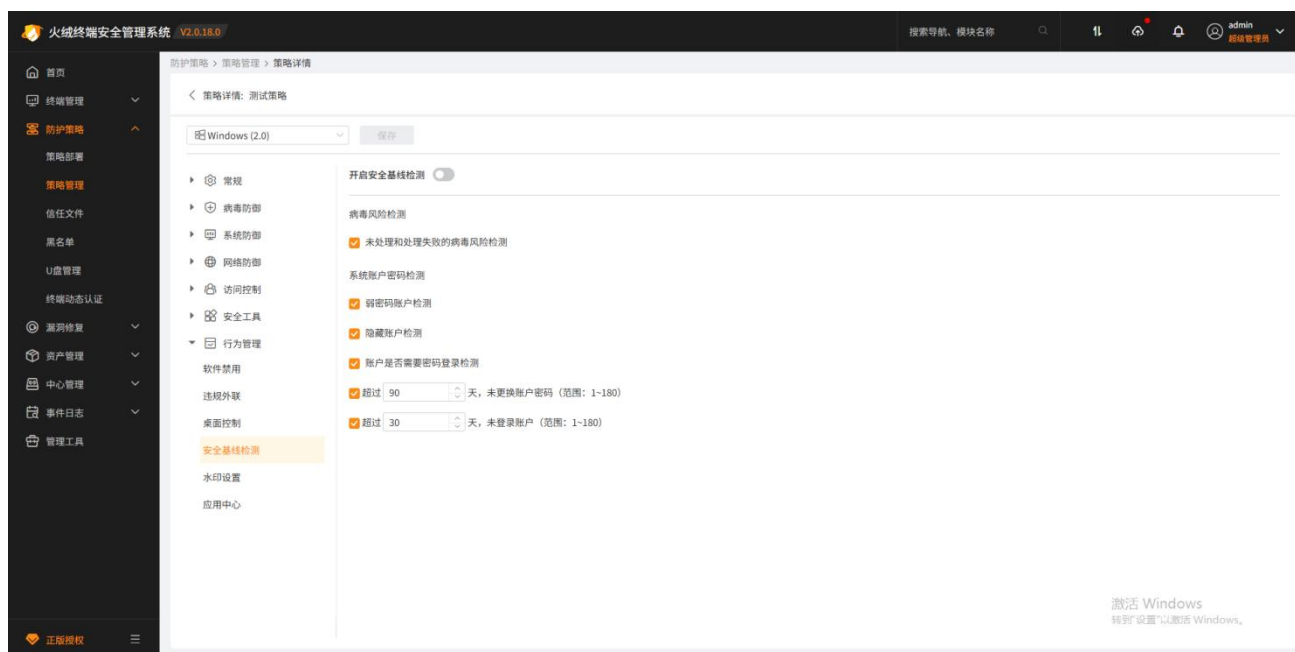 火绒终端安全管理系统 V2.0.18.0
搜索导航、模块名称
admin
超级管理员
首页
终端管理
防护策略
策略部署
策略管理
信任文件
黑名单
U盘管理
终端动态认证
漏洞修复
资产管理
中心管理
事件日志
管理工具
正版授权
防护策略 > 策略管理 > 策略详情
策略详情: 测试策略
Windows (2.0)
保存
常规
病毒防御
系统防御
网络防御
访问控制
安全工具
行为管理
软件禁用
违规外联
桌面控制
安全基线检测
水印设置
应用中心
开启安全基线检测
病毒风险检测
未处理和处理失败的病毒风险检测
系统账户密码检测
弱密码账户检测
隐藏账户检测
账户是否需要密码登录检测
超过 90 天，未更换账户密码（范围：1~180）
超过 30 天，未登录账户（范围：1~180）
激活 Windows
转到"设置"以激活 Windows。